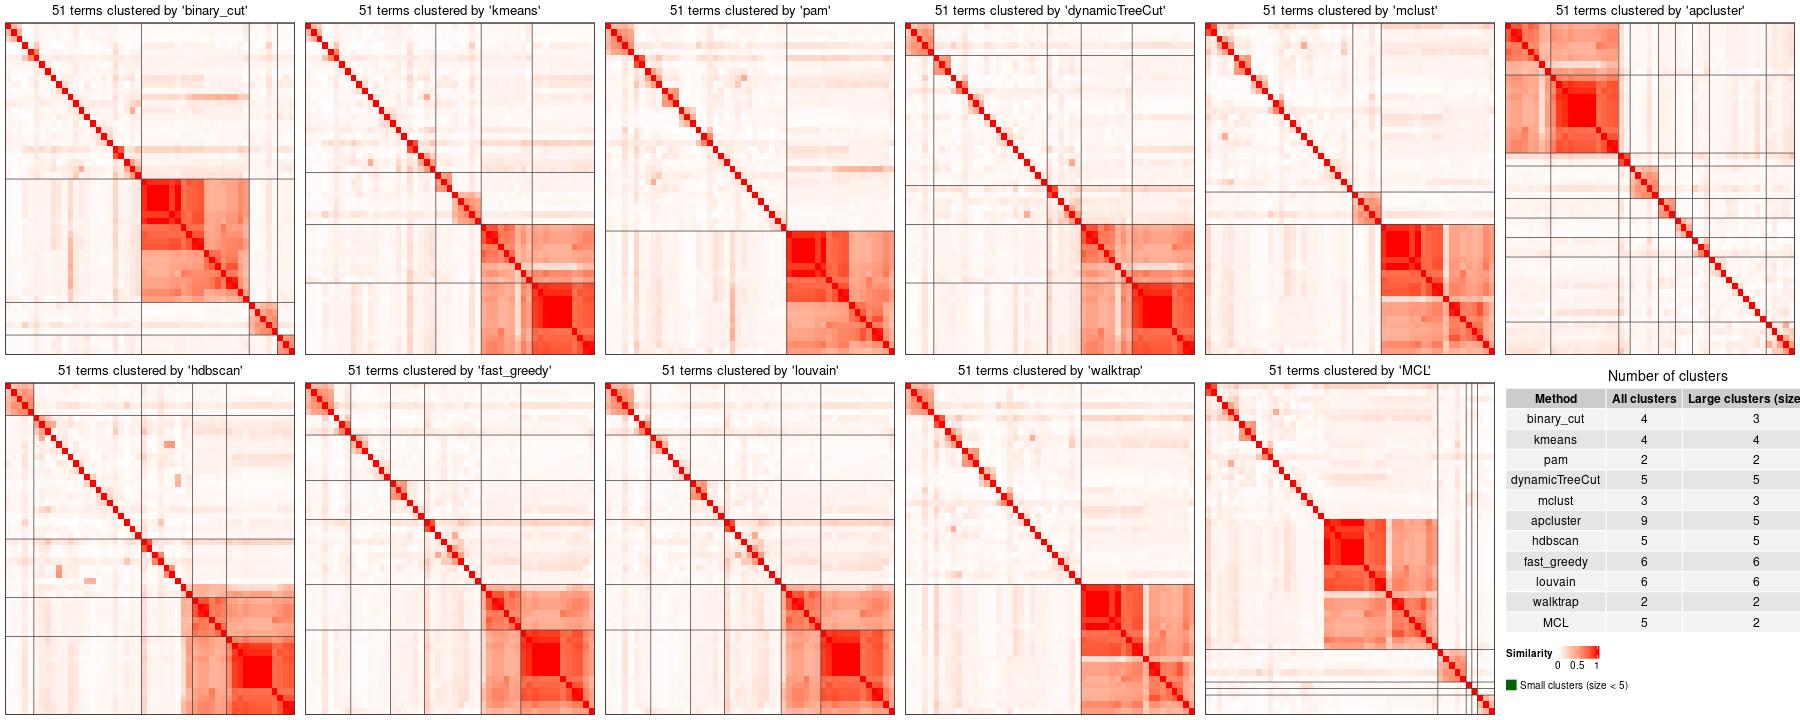 51 terms clustered by 'binary_cut'
51 terms clustered by 'kmeans'
51 terms clustered by 'pam'
51 terms clustered by 'dynamicTreeCut'
51 terms clustered by 'mclust'
51 terms clustered by 'apcluster'
51 terms clustered by 'hdbscan'
51 terms clustered by 'fast_greedy'
51 terms clustered by 'louvain'
51 terms clustered by 'walktrap'
51 terms clustered by 'MCL'
Number of clusters
Method All clusters Large clusters (size
binary_cut 4 3
kmeans 4 4
pam 2 2
dynamicTreeCut 5 5
mclust 3 3
apcluster 9 5
hdbscan 5 5
fast_greedy 6 6
louvain 6 6
walktrap 2 2
MCL 5 2
Similarity
0 0.5 1
Small clusters (size < 5)